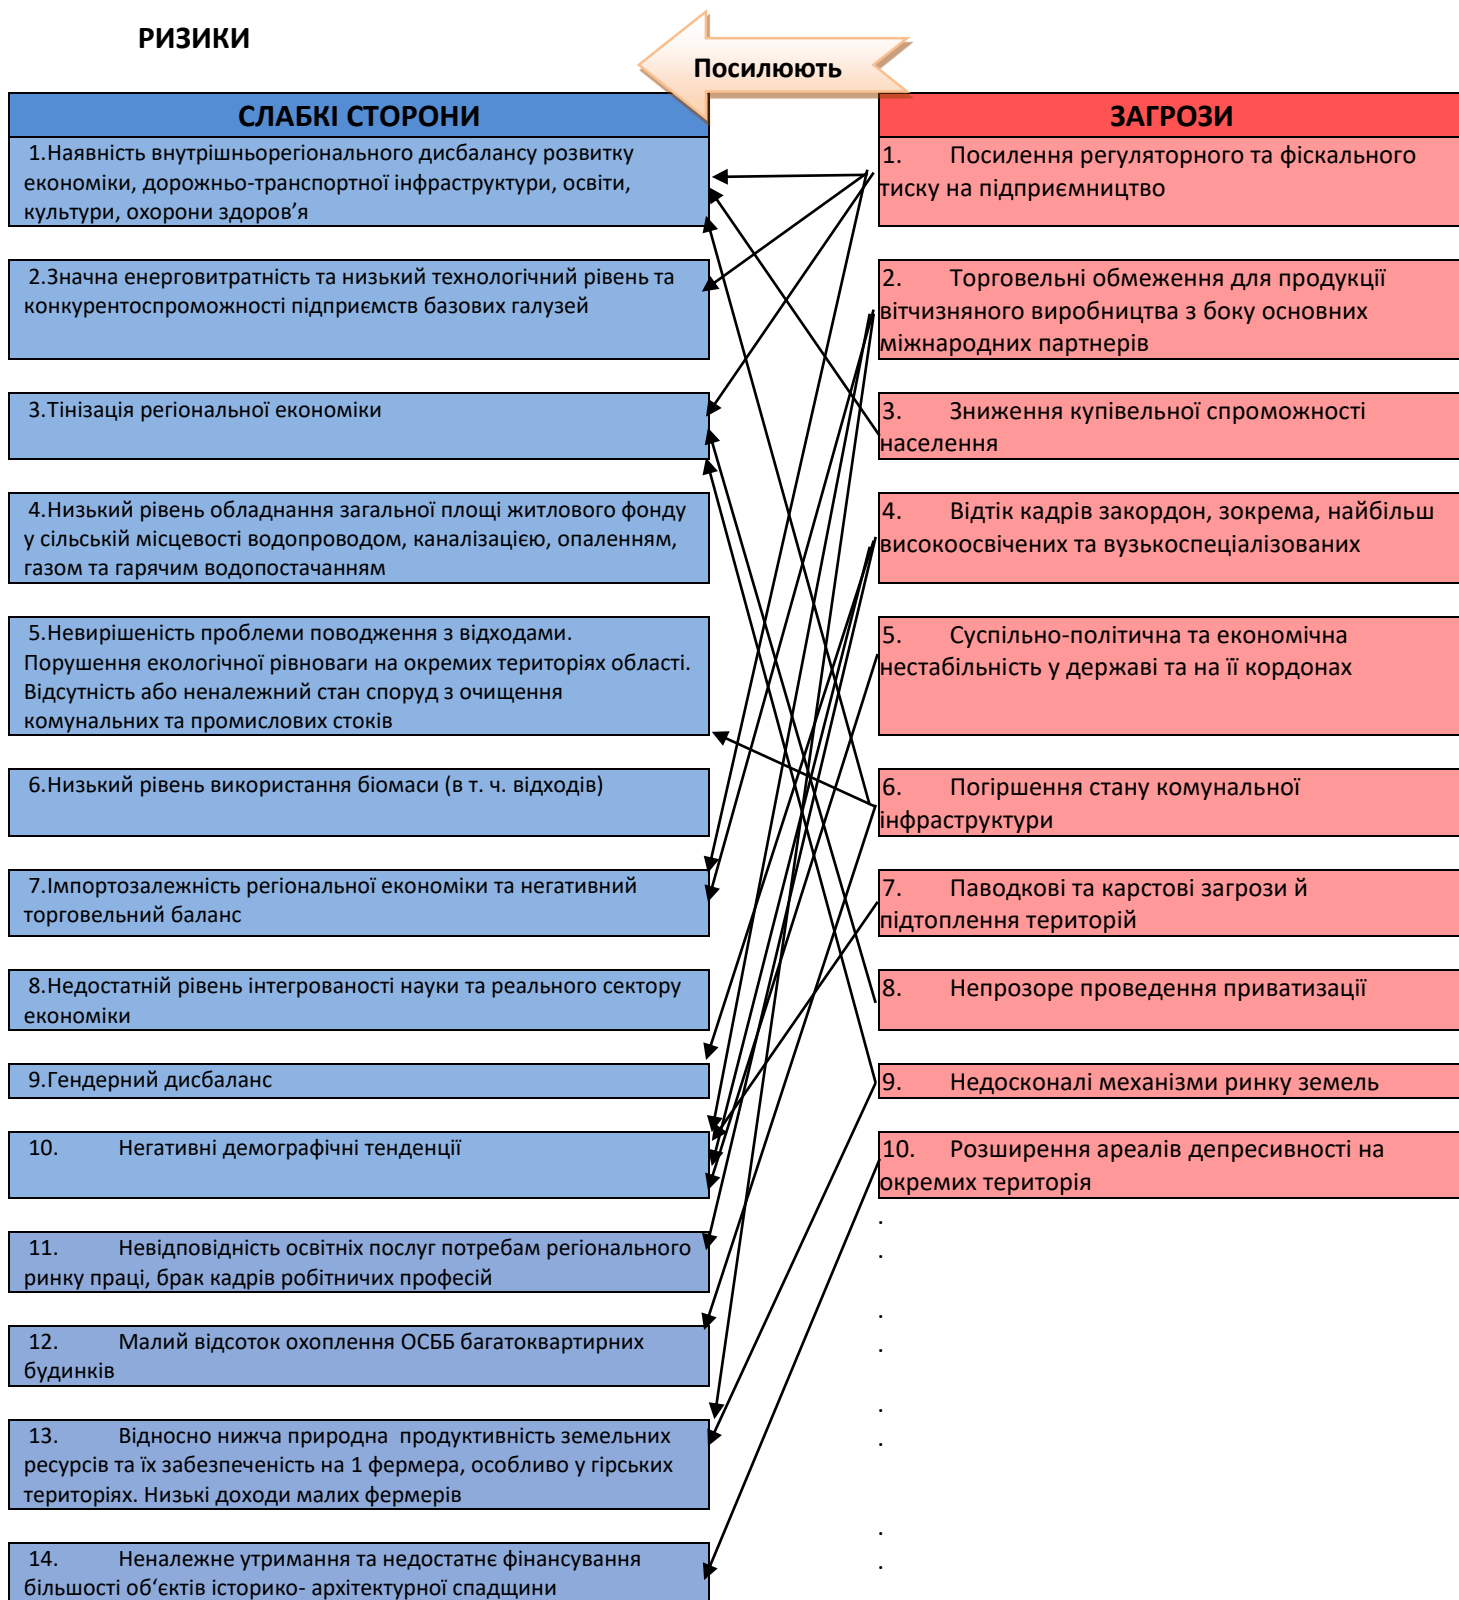 РИЗИКИ
Посилюють
СЛАБКІ СТОРОНИ
1.Наявність внутрішньорегіонального дисбалансу розвитку
економіки, дорожньо-транспортної інфраструктури, освіти,
культури, охорони здоров’я
2.Значна енерговитратність та низький технологічний рівень та
конкурентоспроможності підприємств базових галузей
3.Тінізація регіональної економіки
4.Низький рівень обладнання загальної площі житлового фонду
у сільській місцевості водопроводом, каналізацією, опаленням,
газом та гарячим водопостачанням
5.Невирішеність проблеми поводження з відходами.
Порушення екологічної рівноваги на окремих територіях області.
Відсутність або неналежний стан споруд з очищення
комунальних та промислових стоків
6.Низький рівень використання біомаси (в т. ч. відходів)
7.Імпортозалежність регіональної економіки та негативний
торговельний баланс
8.Недостатній рівень інтегрованості науки та реального сектору
економіки
9.Гендерний дисбаланс
10. Негативні демографічні тенденції
11. Невідповідність освітніх послуг потребам регіонального
ринку праці, брак кадрів робітничих професій
12. Малий відсоток охоплення ОСББ багатоквартирних
будинків
13. Відносно нижча природна продуктивність земельних
ресурсів та їх забезпеченість на 1 фермера, особливо у гірських
територіях. Низькі доходи малих фермерів
14. Неналежне утримання та недостатнє фінансування
більшості об‘єктів історико- архітектурної спадщини
ЗАГРОЗИ
1. Посилення регуляторного та фіскального
тиску на підприємництво
2. Торговельні обмеження для продукції
вітчизняного виробництва з боку основних
міжнародних партнерів
3. Зниження купівельної спроможності
населення
4. Відтік кадрів закордон, зокрема, найбільш
високоосвічених та вузькоспеціалізованих
5. Суспільно-політична та економічна
нестабільність у державі та на її кордонах
6. Погіршення стану комунальної
інфраструктури
7. Паводкові та карстові загрози й
підтоплення територій
8. Непрозоре проведення приватизації
9. Недосконалі механізми ринку земель
10. Розширення ареалів депресивності на
окремих територія
.
.
.
.
.
.
.
.